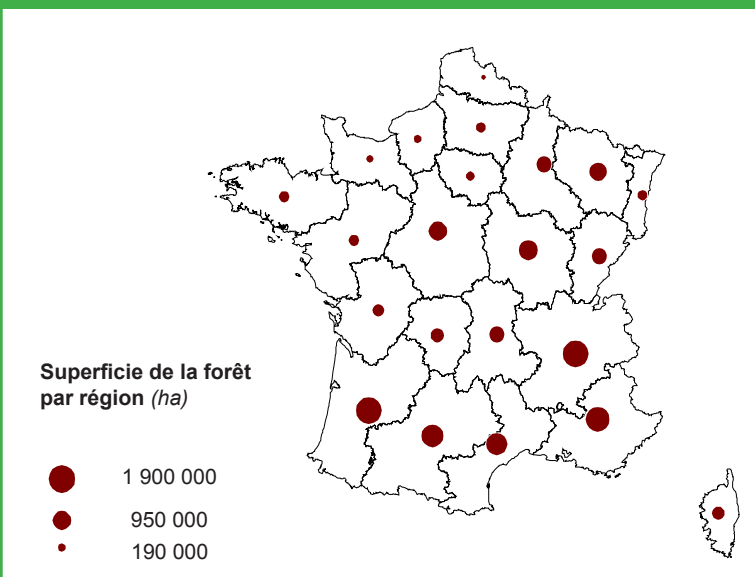 Superficie de la forêt
par région (ha)
1 900 000
950 000
190 000